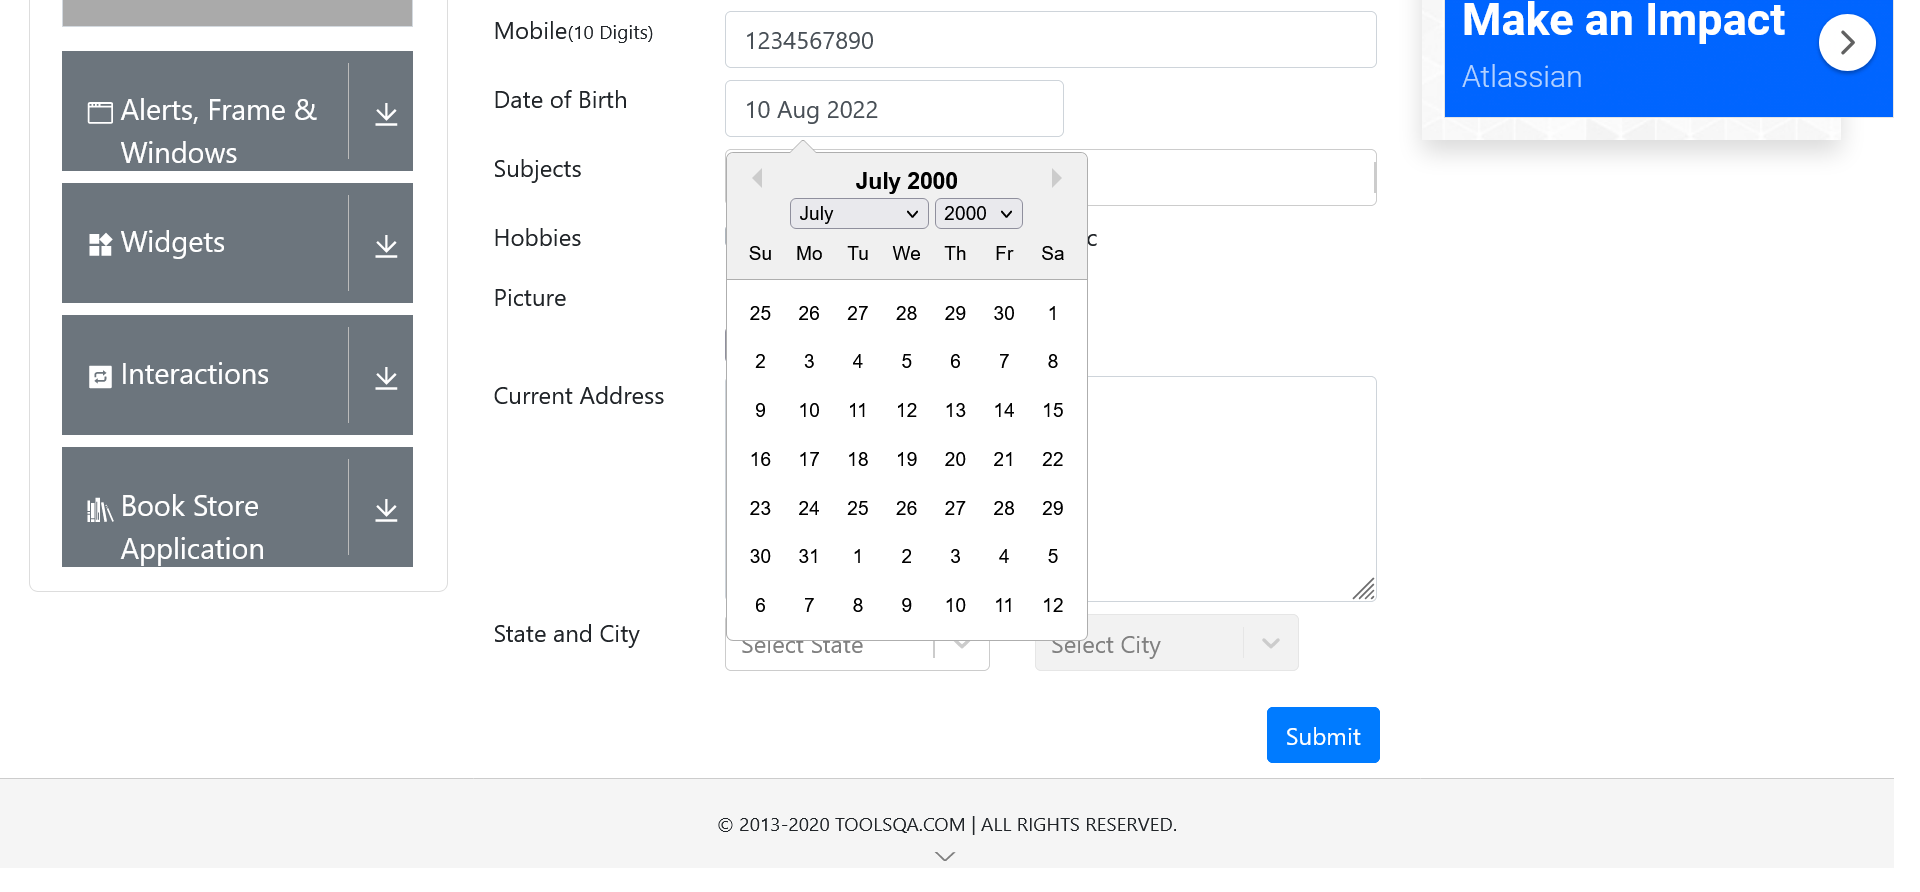 Mobile(10 Digits)
1234567890
Make an Impact
Atlassian
Alerts, Frame &
Windows
Date of Birth
10 Aug 2022
Subjects
July 2000
July
2000
Widgets
Hobbies
c
Su Mo Tu We Th Fr Sa
Picture
25 26 27 28 29 30 1
2 3 4 5 6 7 8
Interactions
Current Address
9 10 11 12 13 14 15
16 17 18 19 20 21 22
23 24 25 26 27 28 29
Book Store
Application
30 31 1 2 3 4 5
6 7 8 9 10 11 12
State and City
Select State
Select City
Submit
© 2013-2020 TOOLSQA.COM | ALL RIGHTS RESERVED.